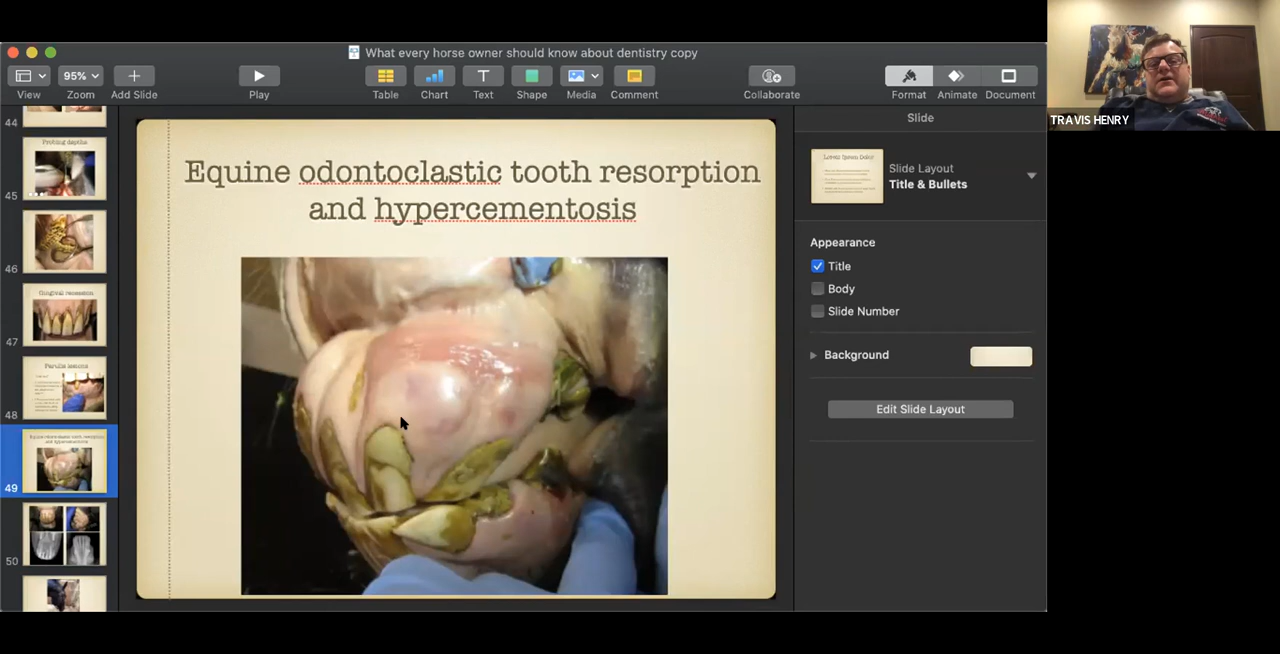 What every horse owner should know about dentistry copy
95%
View
Zoom
Add Slide
Play
Table
Chart
Text
Shape
Media
Comment
Collaborate
Format
Animate
Document
TRAVIS HENRY
44
Probing depths
45
46
Gingival recession
47
Parulis lesions
48
49
50
Equine odontoclastic tooth resorption
and hypercementosis
Slide
Slide Layout
Title & Bullets
Appearance
Title
Body
Slide Number
Background
Edit Slide Layout